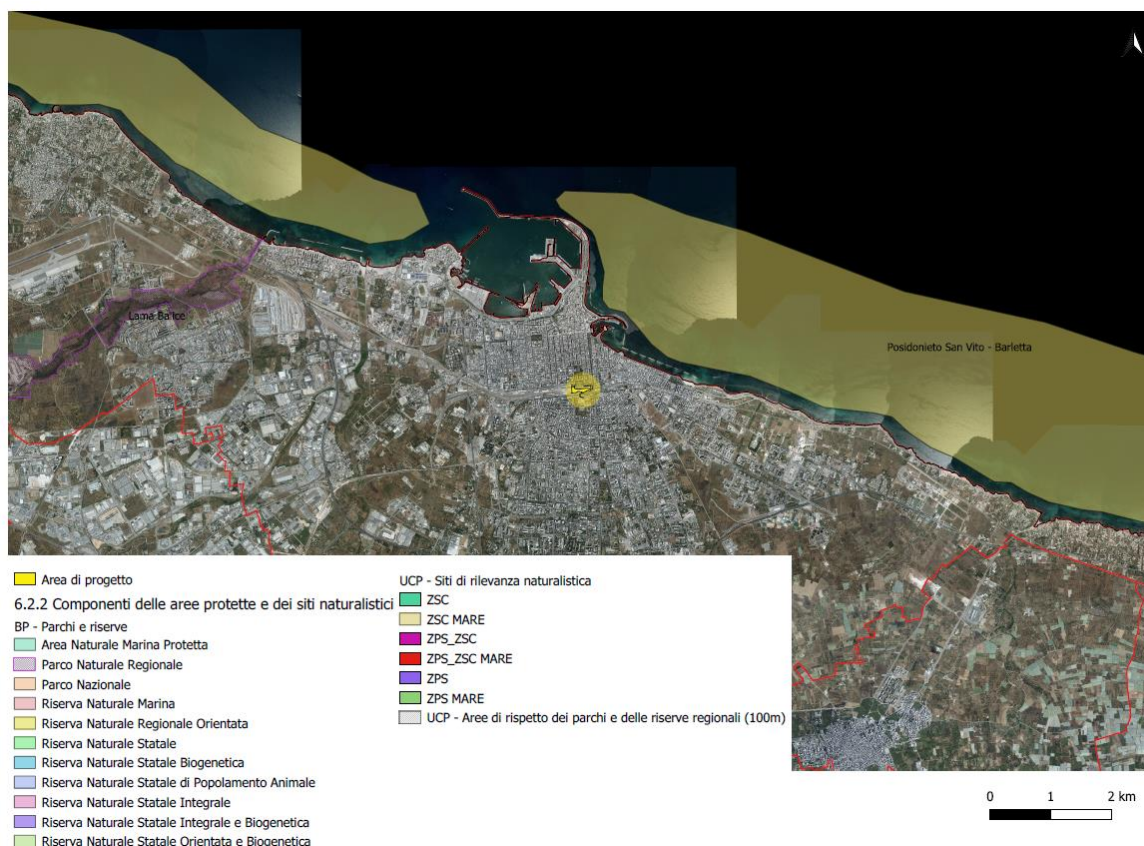 Lama Balice
Posidonieto San Vito - Barletta
Area di progetto
6.2.2 Componenti delle aree protette e dei siti naturalistici
BP - Parchi e riserve
Area Naturale Marina Protetta
Parco Naturale Regionale
Parco Nazionale
Riserva Naturale Marina
Riserva Naturale Regionale Orientata
Riserva Naturale Statale
Riserva Naturale Statale Biogenetica
Riserva Naturale Statale di Popolamento Animale
Riserva Naturale Statale Integrale
Riserva Naturale Statale Integrale e Biogenetica
Riserva Naturale Statale Orientata e Biogenetica
UCP - Siti di rilevanza naturalistica
ZSC
ZSC MARE
ZPS_ZSC
ZPS_ZSC MARE
ZPS
ZPS MARE
UCP - Aree di rispetto dei parchi e delle riserve regionali (100m)
0 1 2 km